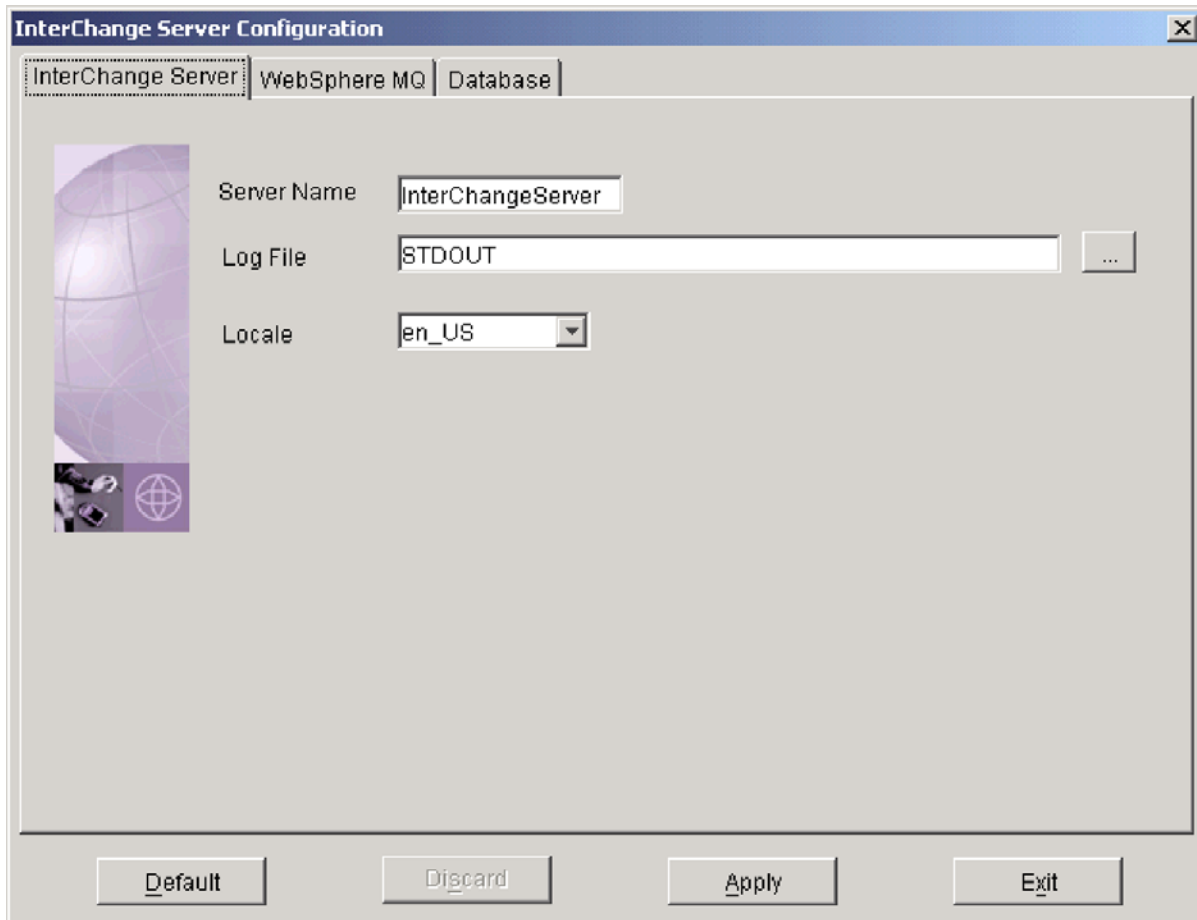 InterChange Server Configuration
InterChange Server WebSphere MQ Database
Server Name InterChangeServer
Log File STDOUT ...
Locale en_US
Default Discard Apply Exit